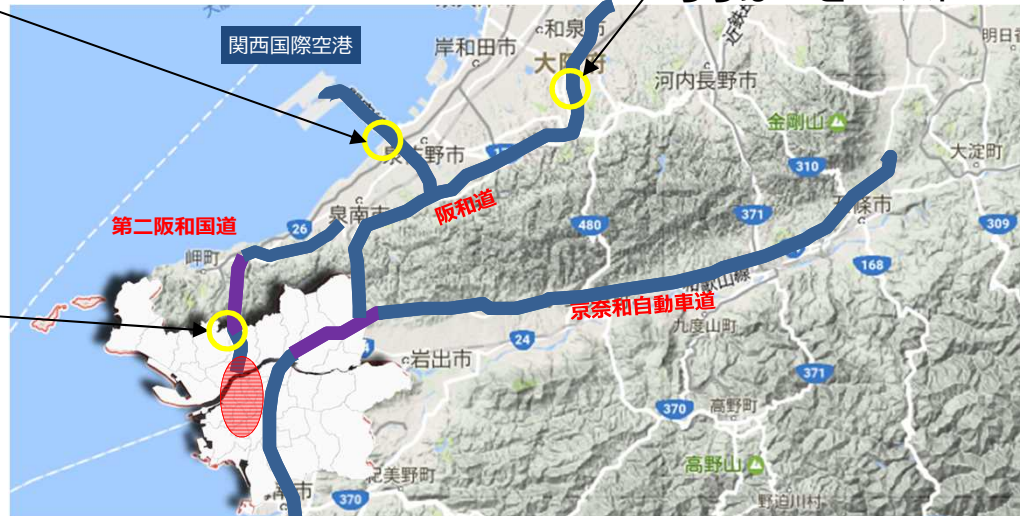 関西国際空港
岸和田市
和泉市
河内長野市
金剛山
大淀町
310
泉佐野市
阪和道
泉南市
第二阪和国道
26
岬町
480
371
五條市
309
168
京奈和自動車道
九度山町
24
岩出市
371
370
高野町
高野山
紀美野町
370
野迫川村